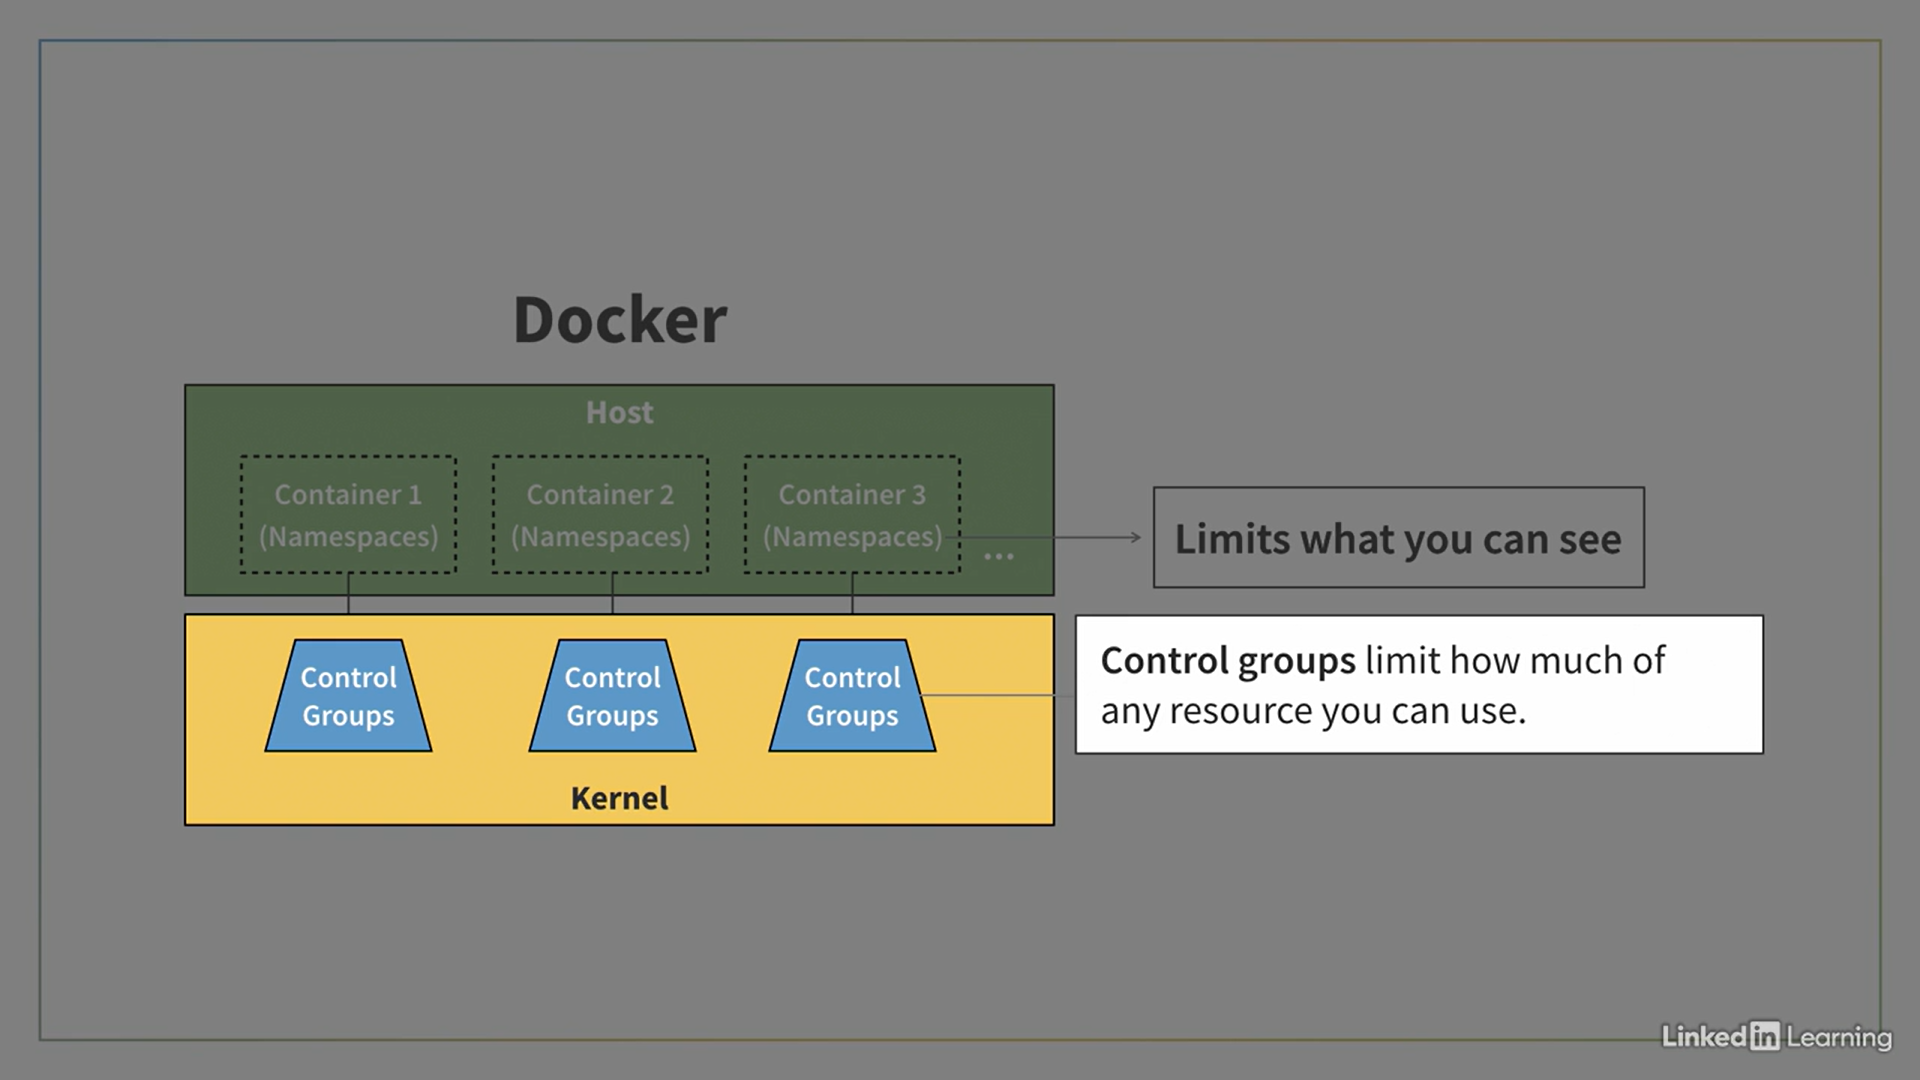 Docker
Host
Container 1
(Namespaces)
Container 2
(Namespaces)
Container 3
(Namespaces)
...
Limits what you can see
Control
Groups
Control
Groups
Control
Groups
Kernel
Control groups limit how much of
any resource you can use.
LinkedIn Learning